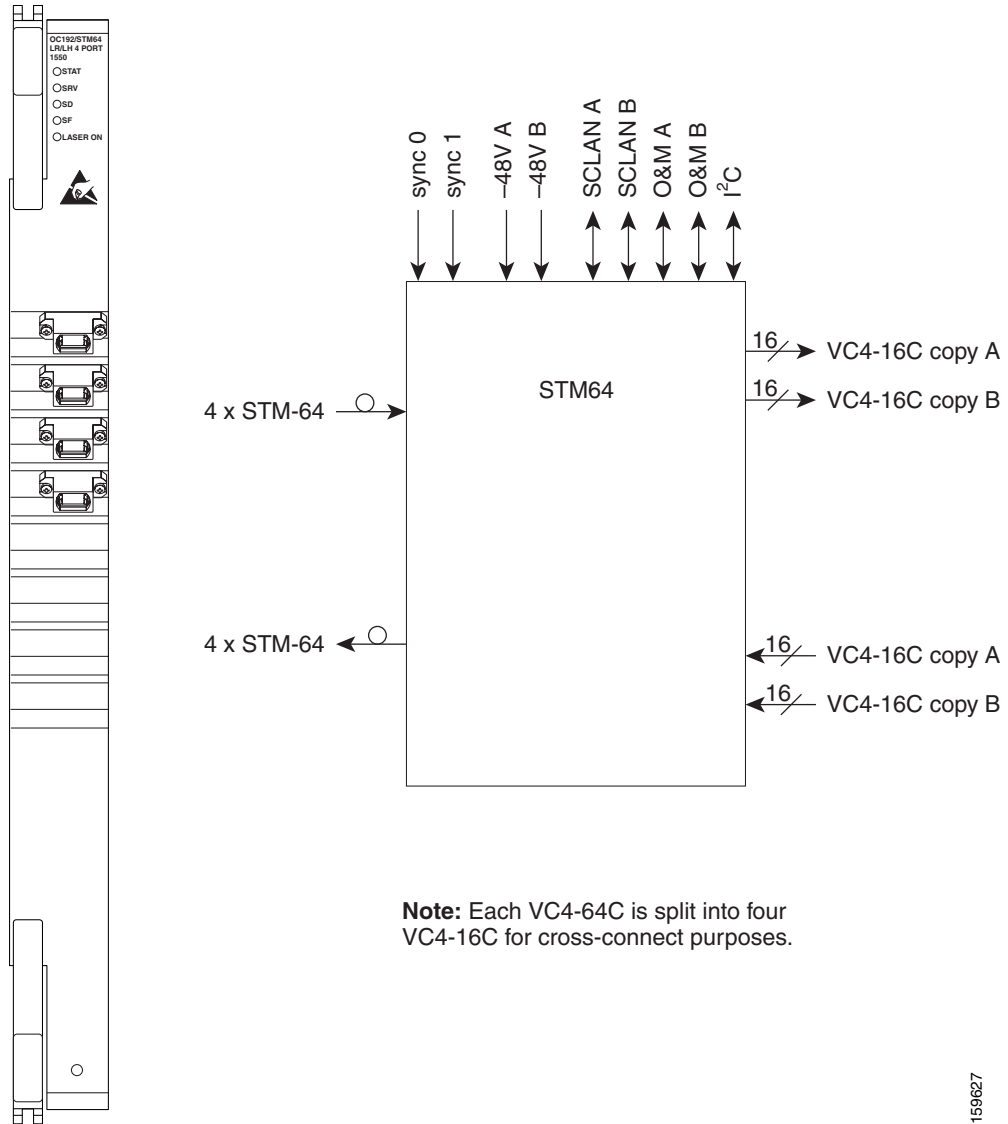 OC192/STM64
LR/LH 4 PORT
1550
STAT
SRV
SD
SF
LASER ON
sync 0
sync 1
–48V A
–48V B
SCLAN A
SCLAN B
O&M A
O&M B
I²C
4 x STM-64
STM64
16
VC4-16C copy A
16
VC4-16C copy B
4 x STM-64
16
VC4-16C copy A
16
VC4-16C copy B
Note: Each VC4-64C is split into four
VC4-16C for cross-connect purposes.
159627